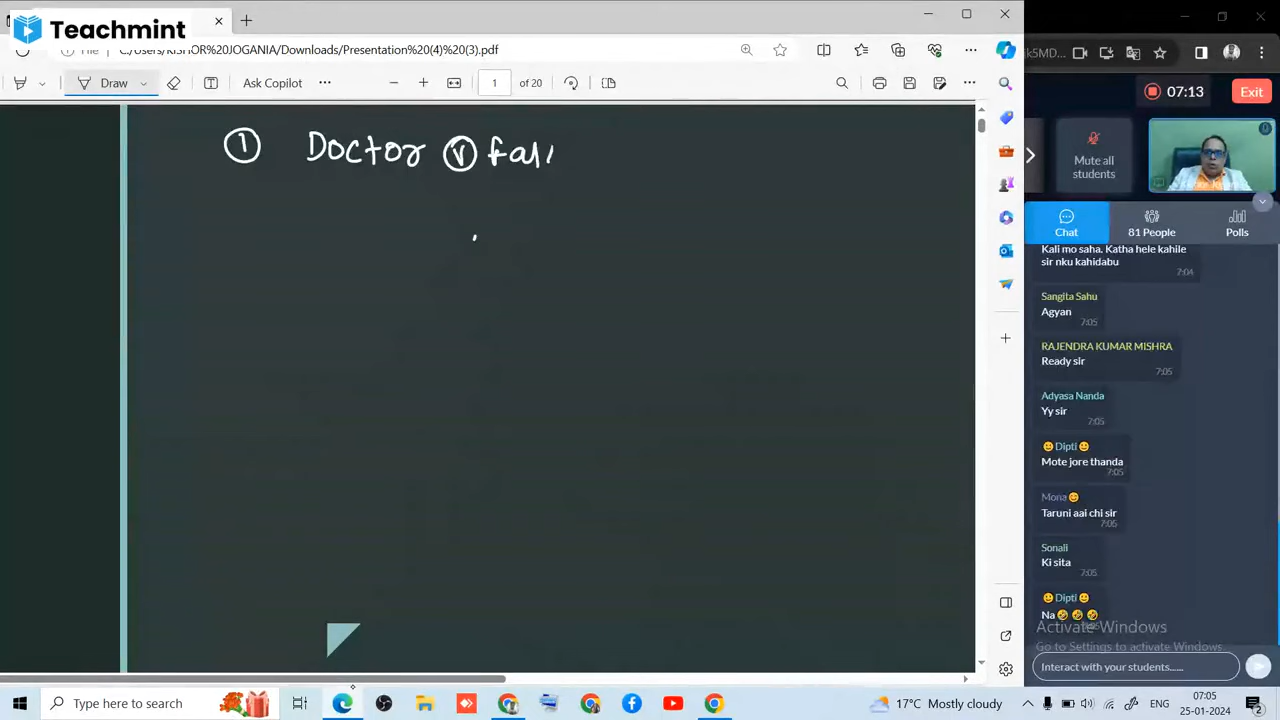 Teachmint
File C:/Users/KISHOR%20JOGANIA/Downloads/Presentation%20(4)%20(3).pdf
Draw
Ask Copilot
1 of 20
① Doctor Ⓥ fai
07:13
Exit
Mute all
students
Chat
81 People
Polls
Kali mo saha. Katha hele kahile
sir nku kahidabu
7:04
Sangita Sahu
Agyan
7:05
RAJENDRA KUMAR MISHRA
Ready sir
7:05
Adyasa Nanda
Yy sir
7:05
Dipti
Mote jore thanda
7:05
Mona
Taruni aai chi sir
7:05
Sonali
Ki sita
7:05
Dipti
Na 🤣 🤣 🤣
7:05
Activate Windows
Go to Settings to activate Windows.
Interact with your students......
Type here to search
17°C Mostly cloudy
ENG
07:05
25-01-2024
2